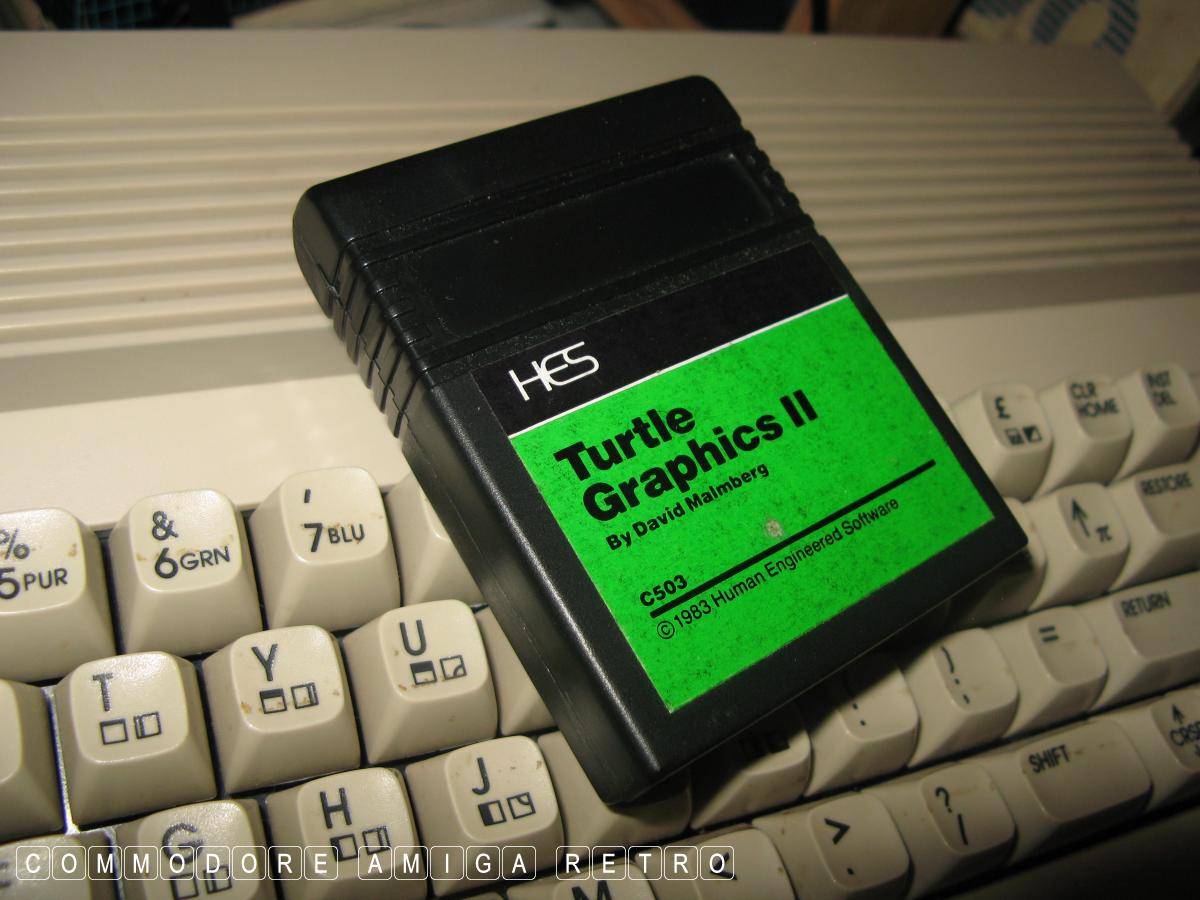 HES
Turtle
Graphics II
By David Malmberg
C503
© 1983 Human Engineered Software
£
CLR
HOME
INST
DEL
%
5 PUR
&
6 GRN
'
7 BLU
↑
π
RESTORE
T
Y
U
=
RETURN
G
H
J
SHIFT
↑
M
>
.
?
/
COMMODORE AMIGA RETRO